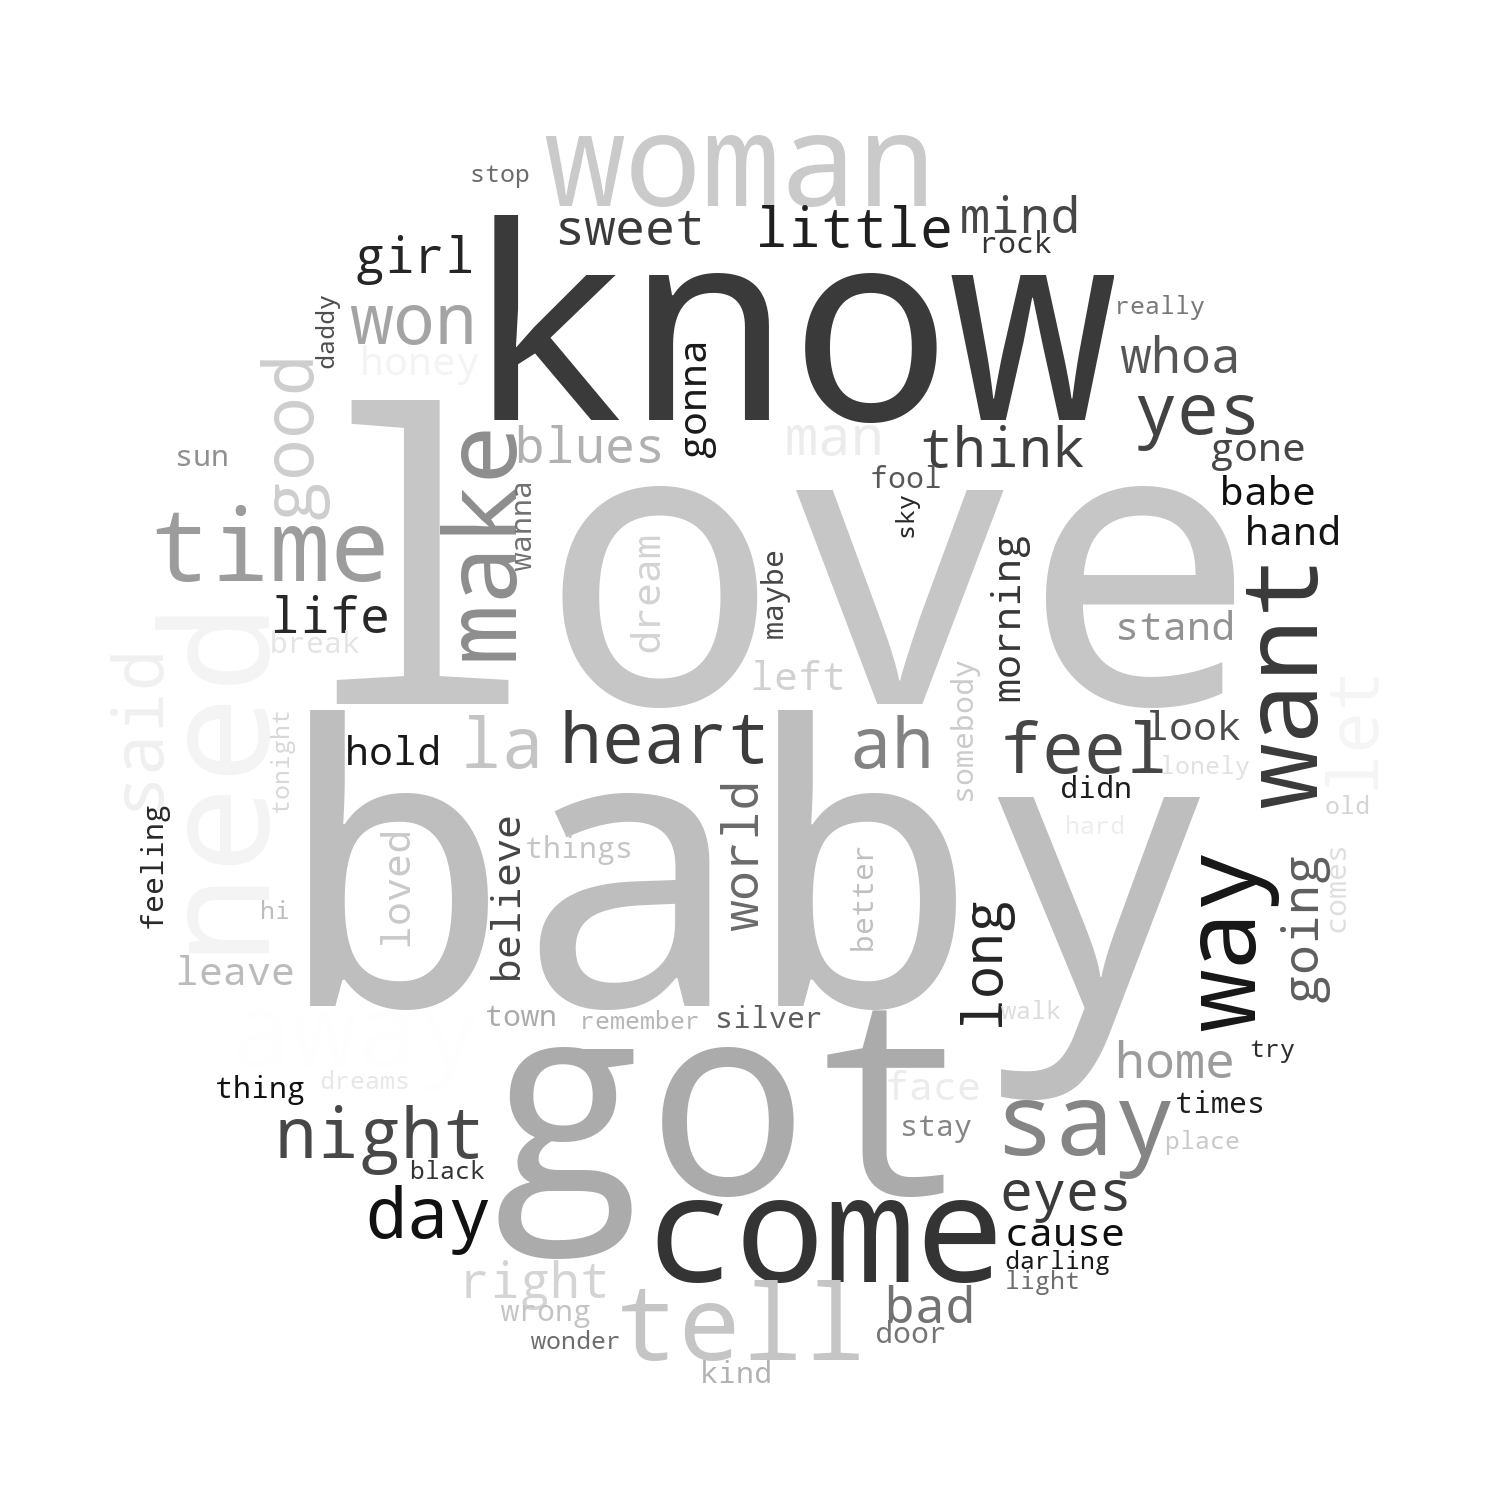 woman
stop
sweet
little
mind
rock
girl
know
daddy
won
really
honey
gonna
whoa
good
yes
blues
man
think
gone
sun
love
make
wanna
fool
sky
babe
hand
time
dream
maybe
morning
want
life
break
stand
need
said
left
somebody
let
tonight
hold
la
heart
ah
feel
look
lonely
didn
old
baby
feeling
hard
things
world
loved
believe
better
way
going
comes
hi
long
leave
away
town
remember
silver
walk
got
home
try
thing
dreams
face
say
times
night
stay
place
black
day
come
eyes
cause
darling
right
light
tell
wrong
bad
wonder
door
kind